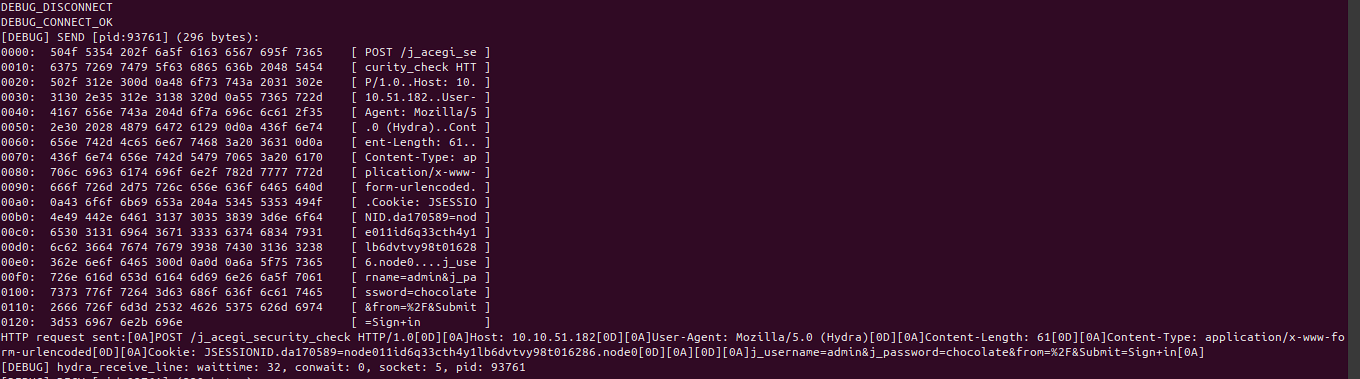 DEBUG_DISCONNECT
DEBUG_CONNECT_OK
[DEBUG] SEND [pid:93761] (296 bytes):
0000:  504f 5354 202f 6a5f 6163 6567 695f 7365    [ POST /j_acegi_se ]
0010:  6375 7269 7479 5f63 6865 636b 2048 5454    [ curity_check HTT ]
0020:  502f 312e 300d 0a48 6f73 743a 2031 302e    [ P/1.0..Host: 10. ]
0030:  3130 2e35 312e 3138 320d 0a55 7365 722d    [ 10.51.182..User- ]
0040:  4167 656e 743a 204d 6f7a 696c 6c61 2f35    [ Agent: Mozilla/5 ]
0050:  2e30 2028 4879 6472 6129 0d0a 436f 6e74    [ .0 (Hydra)..Cont ]
0060:  656e 742d 4c65 6e67 7468 3a20 3631 0d0a    [ ent-Length: 61.. ]
0070:  436f 6e74 656e 742d 5479 7065 3a20 6170    [ Content-Type: ap ]
0080:  706c 6963 6174 696f 6e2f 782d 7777 772d    [ plication/x-www- ]
0090:  666f 726d 2d75 726c 656e 636f 6465 640d    [ form-urlencoded. ]
00a0:  0a43 6f6f 6b69 653a 204a 5345 5353 494f    [ .Cookie: JSESSIO ]
00b0:  4e49 442e 6461 3137 3035 3839 3d6e 6f64    [ NID.da170589=nod ]
00c0:  6530 3131 6964 3671 3333 6374 6834 7931    [ e011id6q33cth4y1 ]
00d0:  6c62 3664 7674 7679 3938 7430 3136 3238    [ lb6dvtvy98t01628 ]
00e0:  362e 6e6f 6465 300d 0a0d 0a6a 5f75 7365    [ 6.node0....j_use ]
00f0:  726e 616d 653d 6164 6d69 6e26 6a5f 7061    [ rname=admin&j_pa ]
0100:  7373 776f 7264 3d63 686f 636f 6c61 7465    [ ssword=chocolate ]
0110:  2666 726f 6d3d 2532 4626 5375 626d 6974    [ &from=%2F&Submit ]
0120:  3d53 6967 6e2b 696e                        [ =Sign+in         ]
HTTP request sent:[0A]POST /j_acegi_security_check HTTP/1.0[0D][0A]Host: 10.10.51.182[0D][0A]User-Agent: Mozilla/5.0 (Hydra)[0D][0A]Content-Length: 61[0D][0A]Content-Type: application/x-www-fo
rm-urlencoded[0D][0A]Cookie: JSESSIONID.da170589=node011id6q33cth4y1lb6dvtvy98t016286.node0[0D][0A][0D][0A]j_username=admin&j_password=chocolate&from=%2F&Submit=Sign+in[0A]
[DEBUG] hydra_receive_line: waittime: 32, conwait: 0, socket: 5, pid: 93761